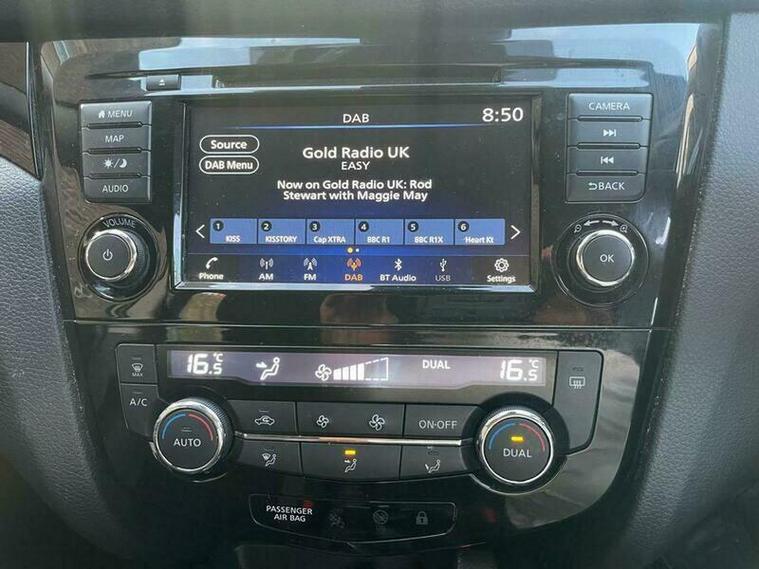 DAB
8:50
MENU
MAP
AUDIO
VOLUME
CAMERA
BACK
OK
Source
DAB Menu
Gold Radio UK
EASY
Now on Gold Radio UK: Rod
Stewart with Maggie May
1 KISS
2 KISSTORY
3 Cap XTRA
4 BBC R1
5 BBC R1X
6 Heart Kt
Phone
AM
FM
DAB
BT Audio
USB
Settings
16.5°C
DUAL
16.5°C
MAX
A/C
AUTO
ON·OFF
DUAL
PASSENGER
AIR BAG